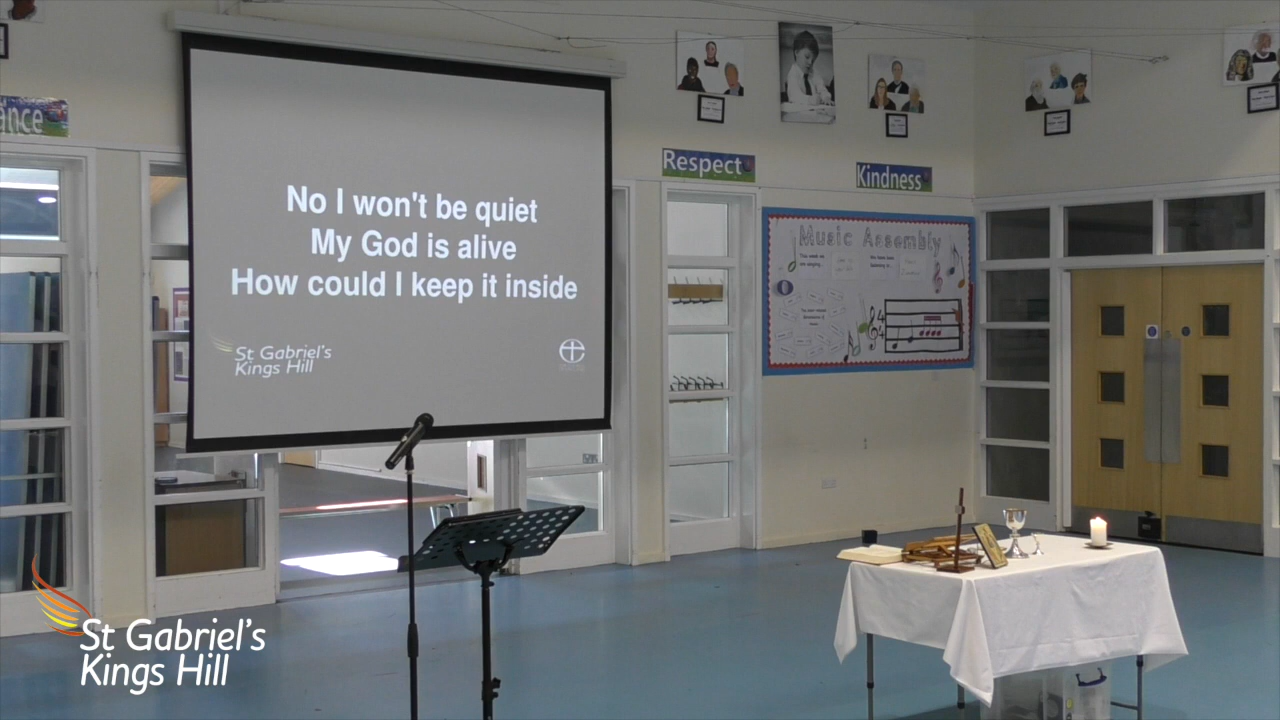 ance
No I won't be quiet
My God is alive
How could I keep it inside
St Gabriel's
Kings Hill
Respect
Kindness
Music Assembly
St Gabriel's
Kings Hill